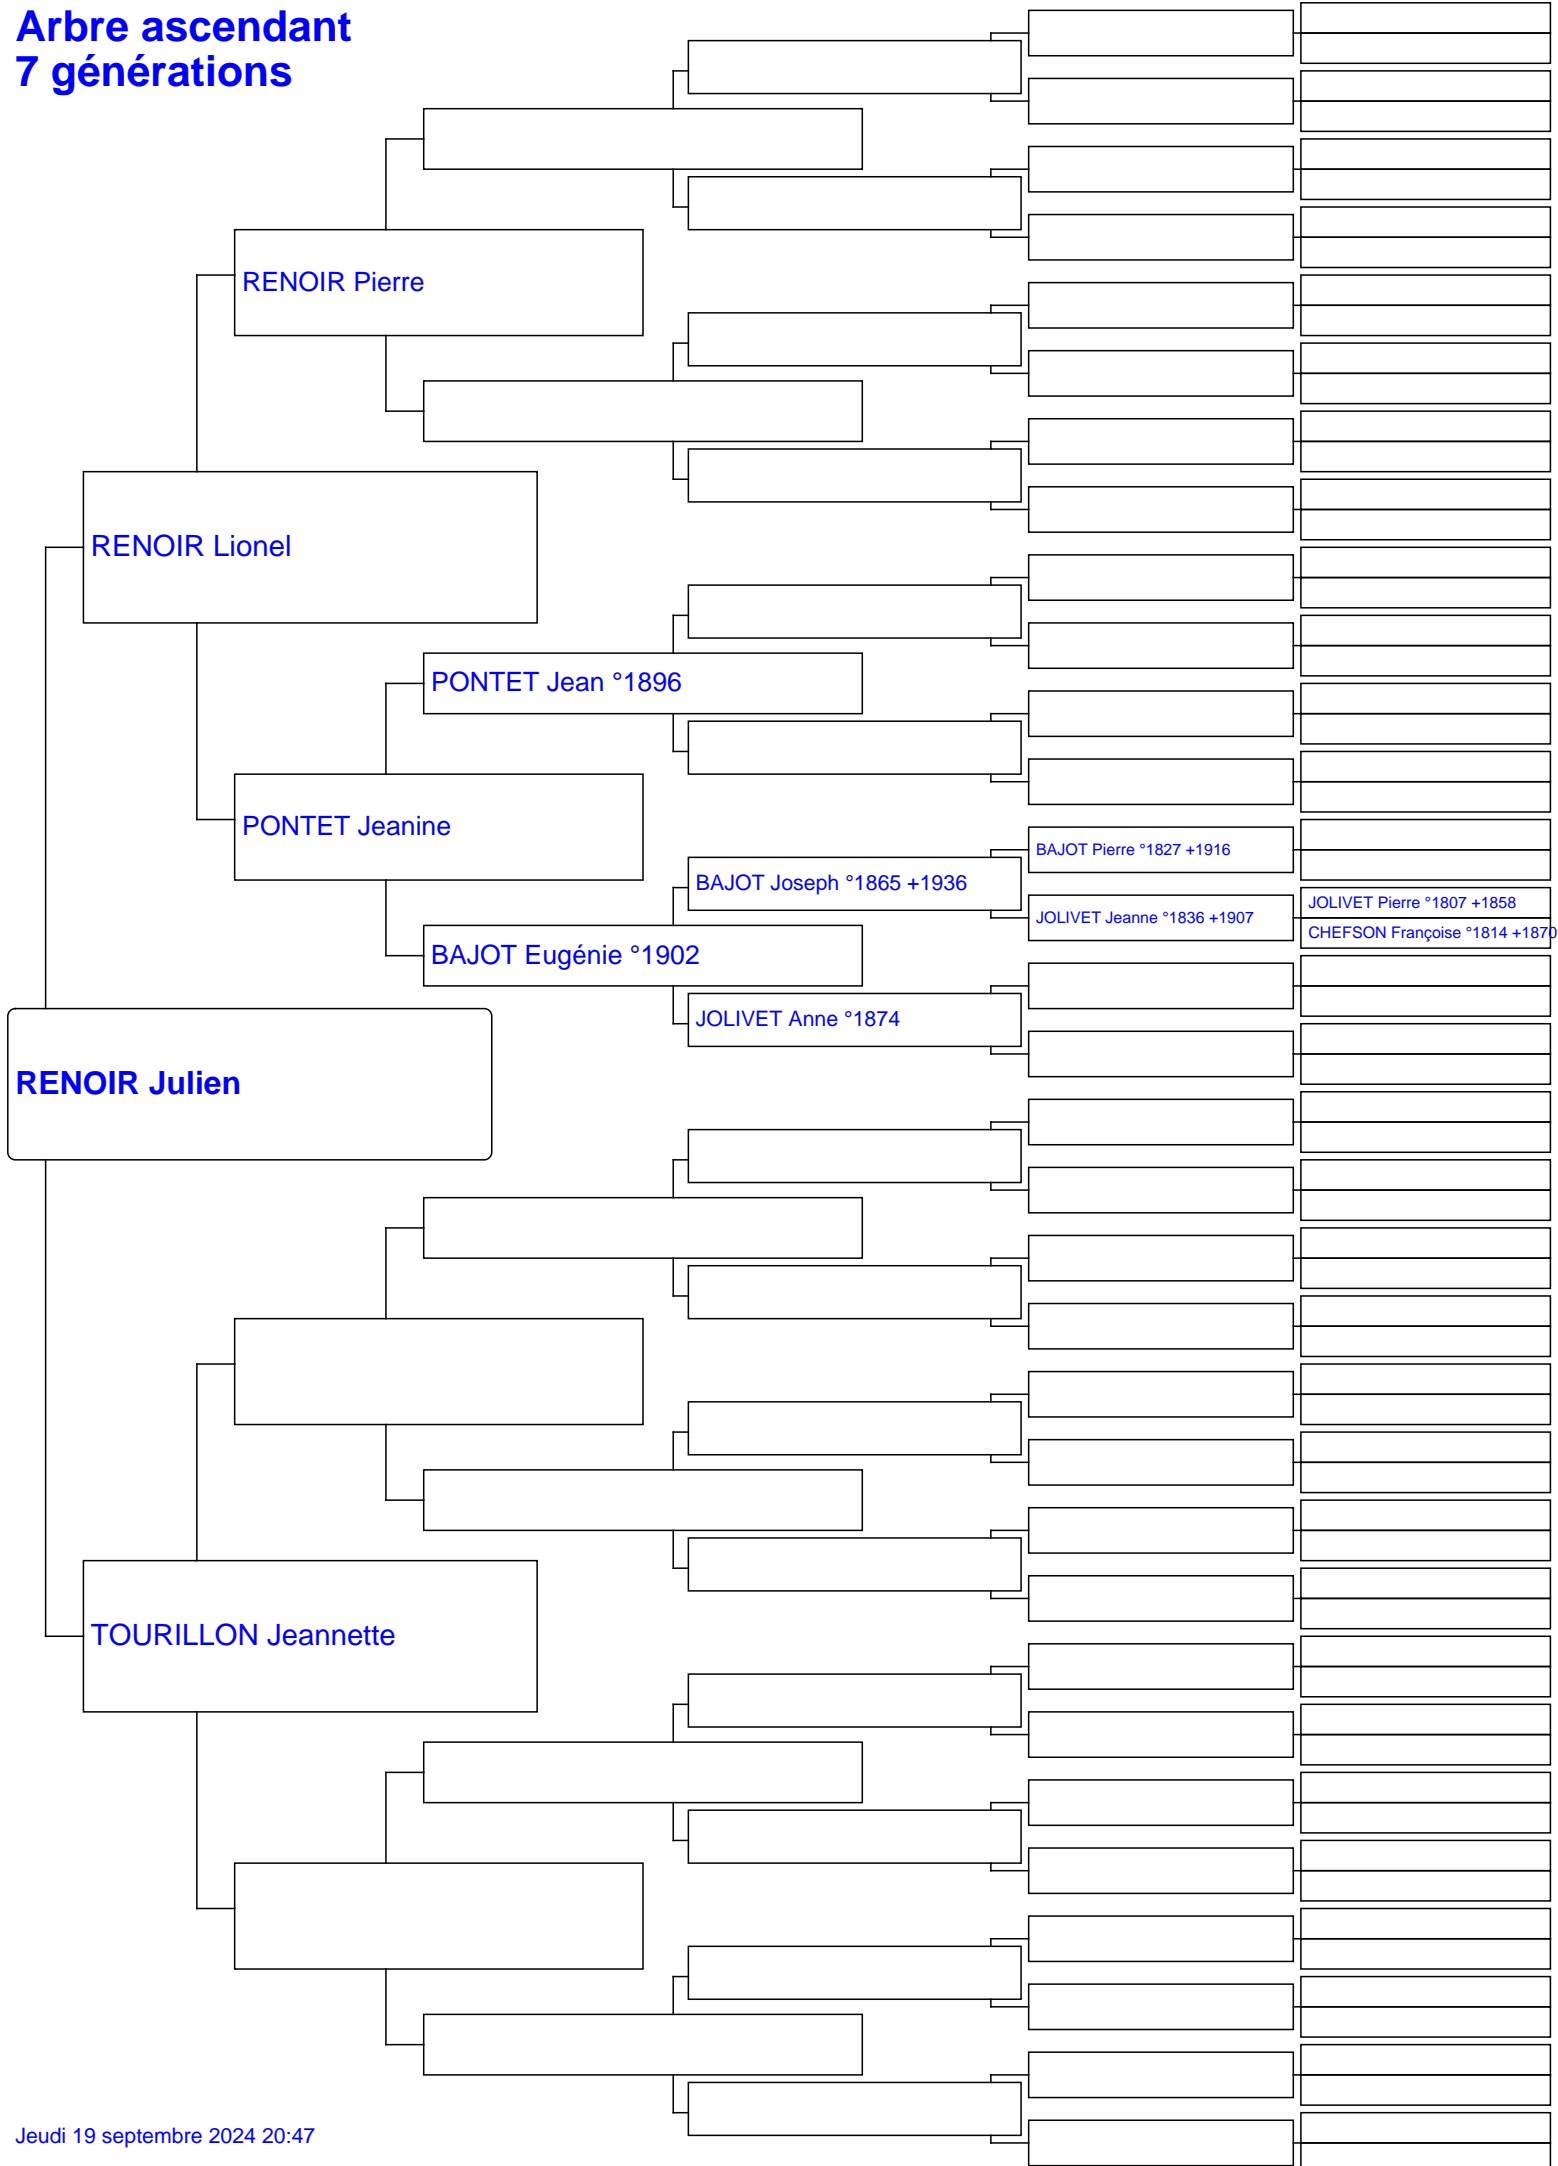 Arbre ascendant
7 générations
RENOIR Pierre
RENOIR Lionel
PONTET Jean °1896
PONTET Jeanine
BAJOT Pierre °1827 +1916
BAJOT Joseph °1865 +1936
JOLIVET Pierre °1807 +1858
JOLIVET Jeanne °1836 +1907
CHEFSON Françoise °1814 +1870
BAJOT Eugénie °1902
JOLIVET Anne °1874
RENOIR Julien
TOURILLON Jeannette
Jeudi 19 septembre 2024 20:47